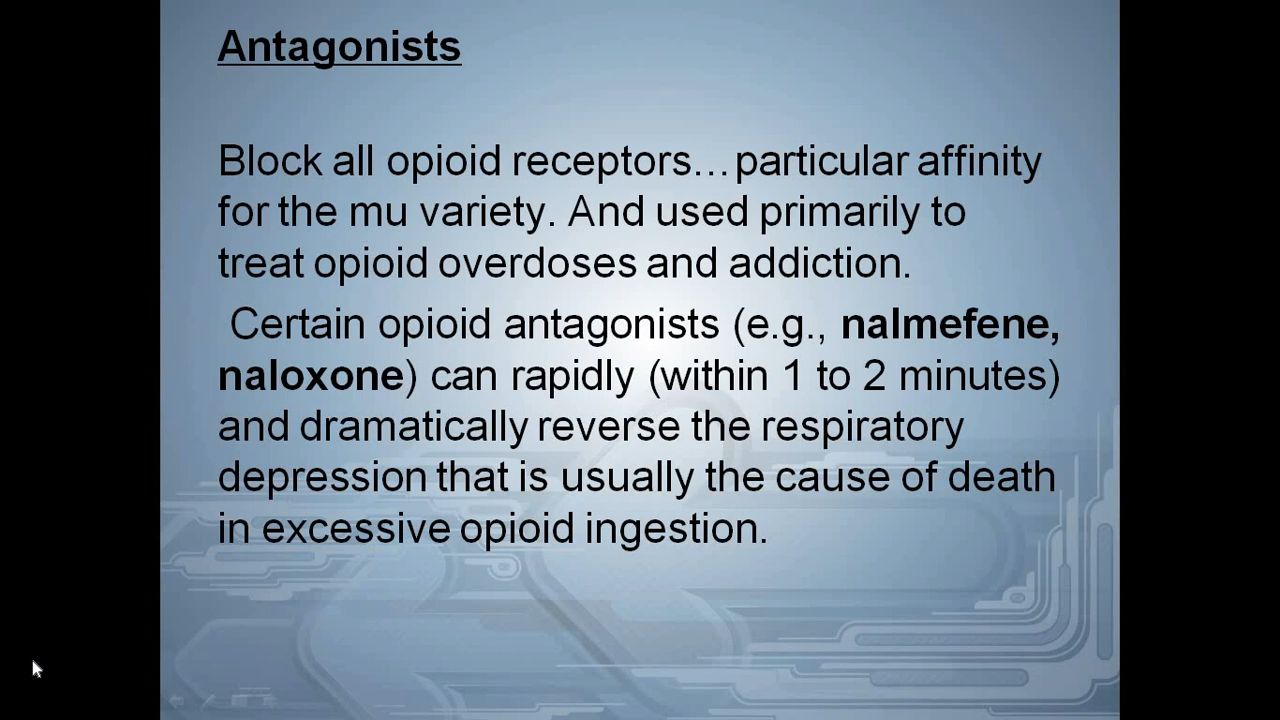 Antagonists
Block all opioid receptors…particular affinity
for the mu variety. And used primarily to
treat opioid overdoses and addiction.
Certain opioid antagonists (e.g., nalmefene,
naloxone) can rapidly (within 1 to 2 minutes)
and dramatically reverse the respiratory
depression that is usually the cause of death
in excessive opioid ingestion.